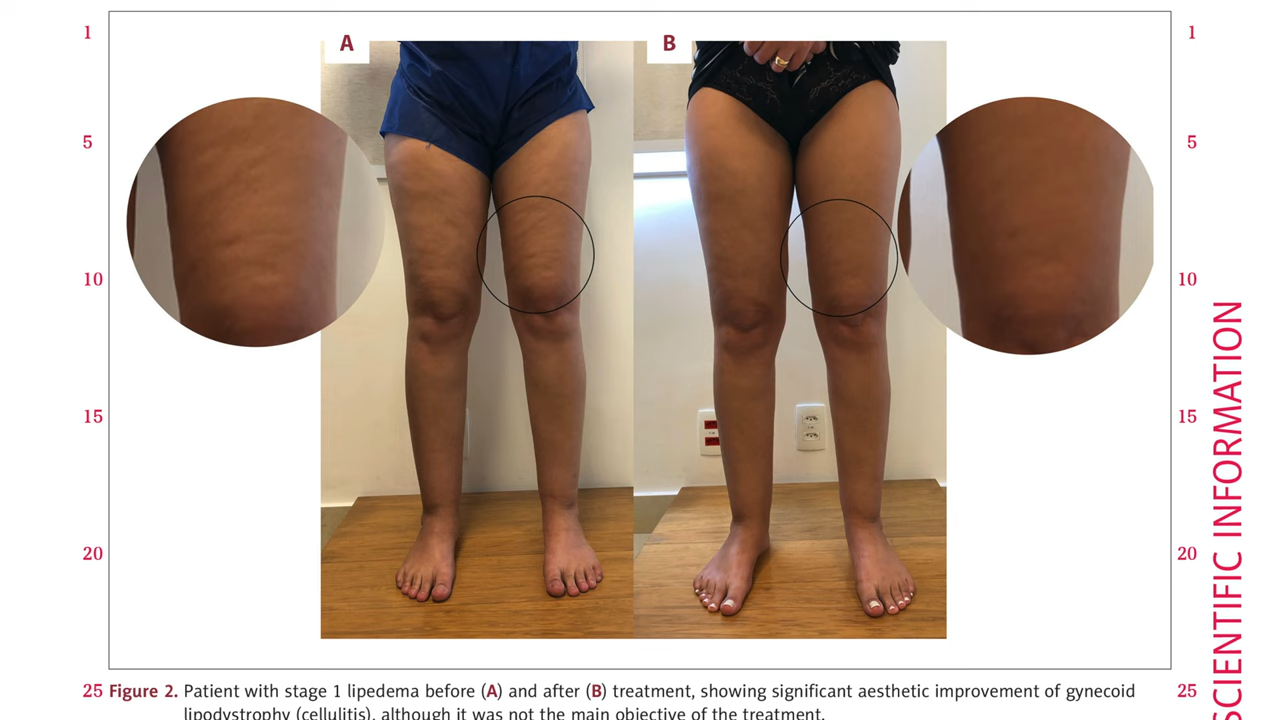 A
B
1
1
5
5
10
10
15
15
20
20
SCIENTIFIC INFORMATION
25 Figure 2. Patient with stage 1 lipedema before (A) and after (B) treatment, showing significant aesthetic improvement of gynecoid 25
lipodystrophy (cellulitis), although it was not the main objective of the treatment.